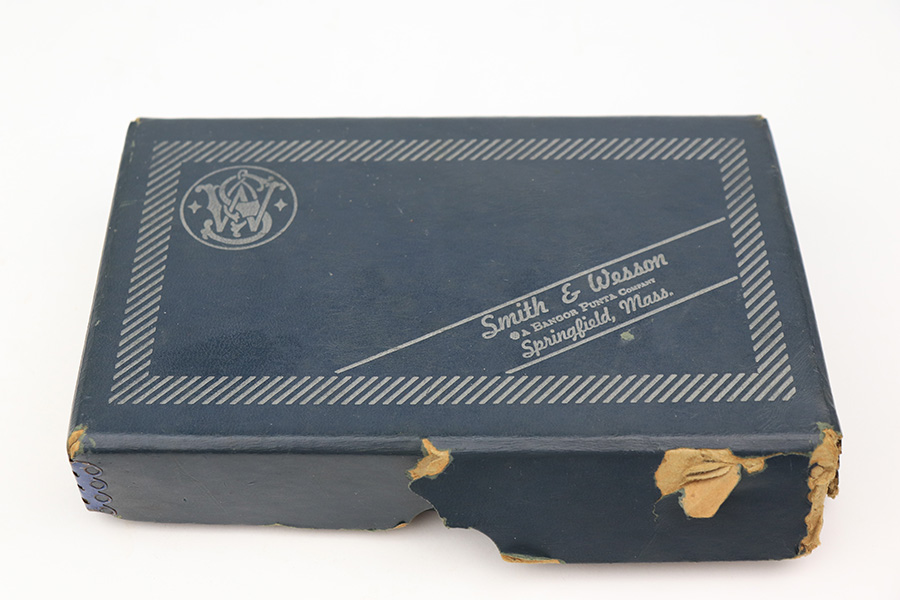 Smith & Wesson
A BANGOR PUNTA COMPANY
Springfield, Mass.